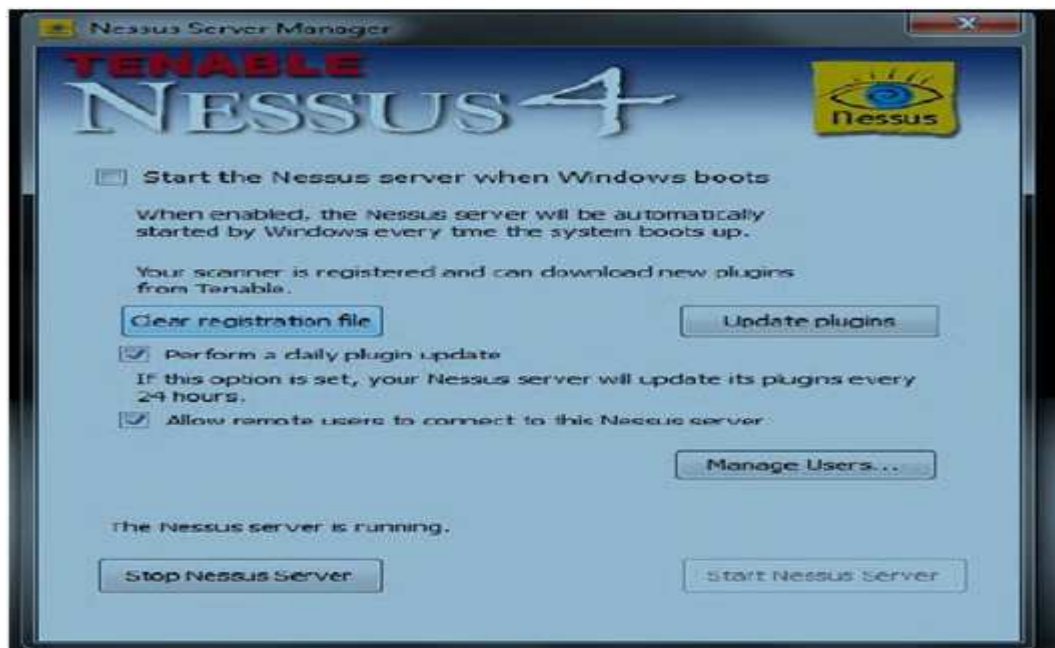 Nessus Server Manager
TENABLE
NESSUS 4
Nessus
Start the Nessus server when Windows boots
When enabled, the Nessus server will be automatically
started by Windows every time the system boots up.
Your scanner is registered and can download new plugins
from Tenable.
Clear registration file
Update plugins
Perform a daily plugin update
If this option is set, your Nessus server will update its plugins every
24 hours.
Allow remote users to connect to this Nessus server
Manage Users...
The Nessus server is running.
Stop Nessus Server
Start Nessus Server